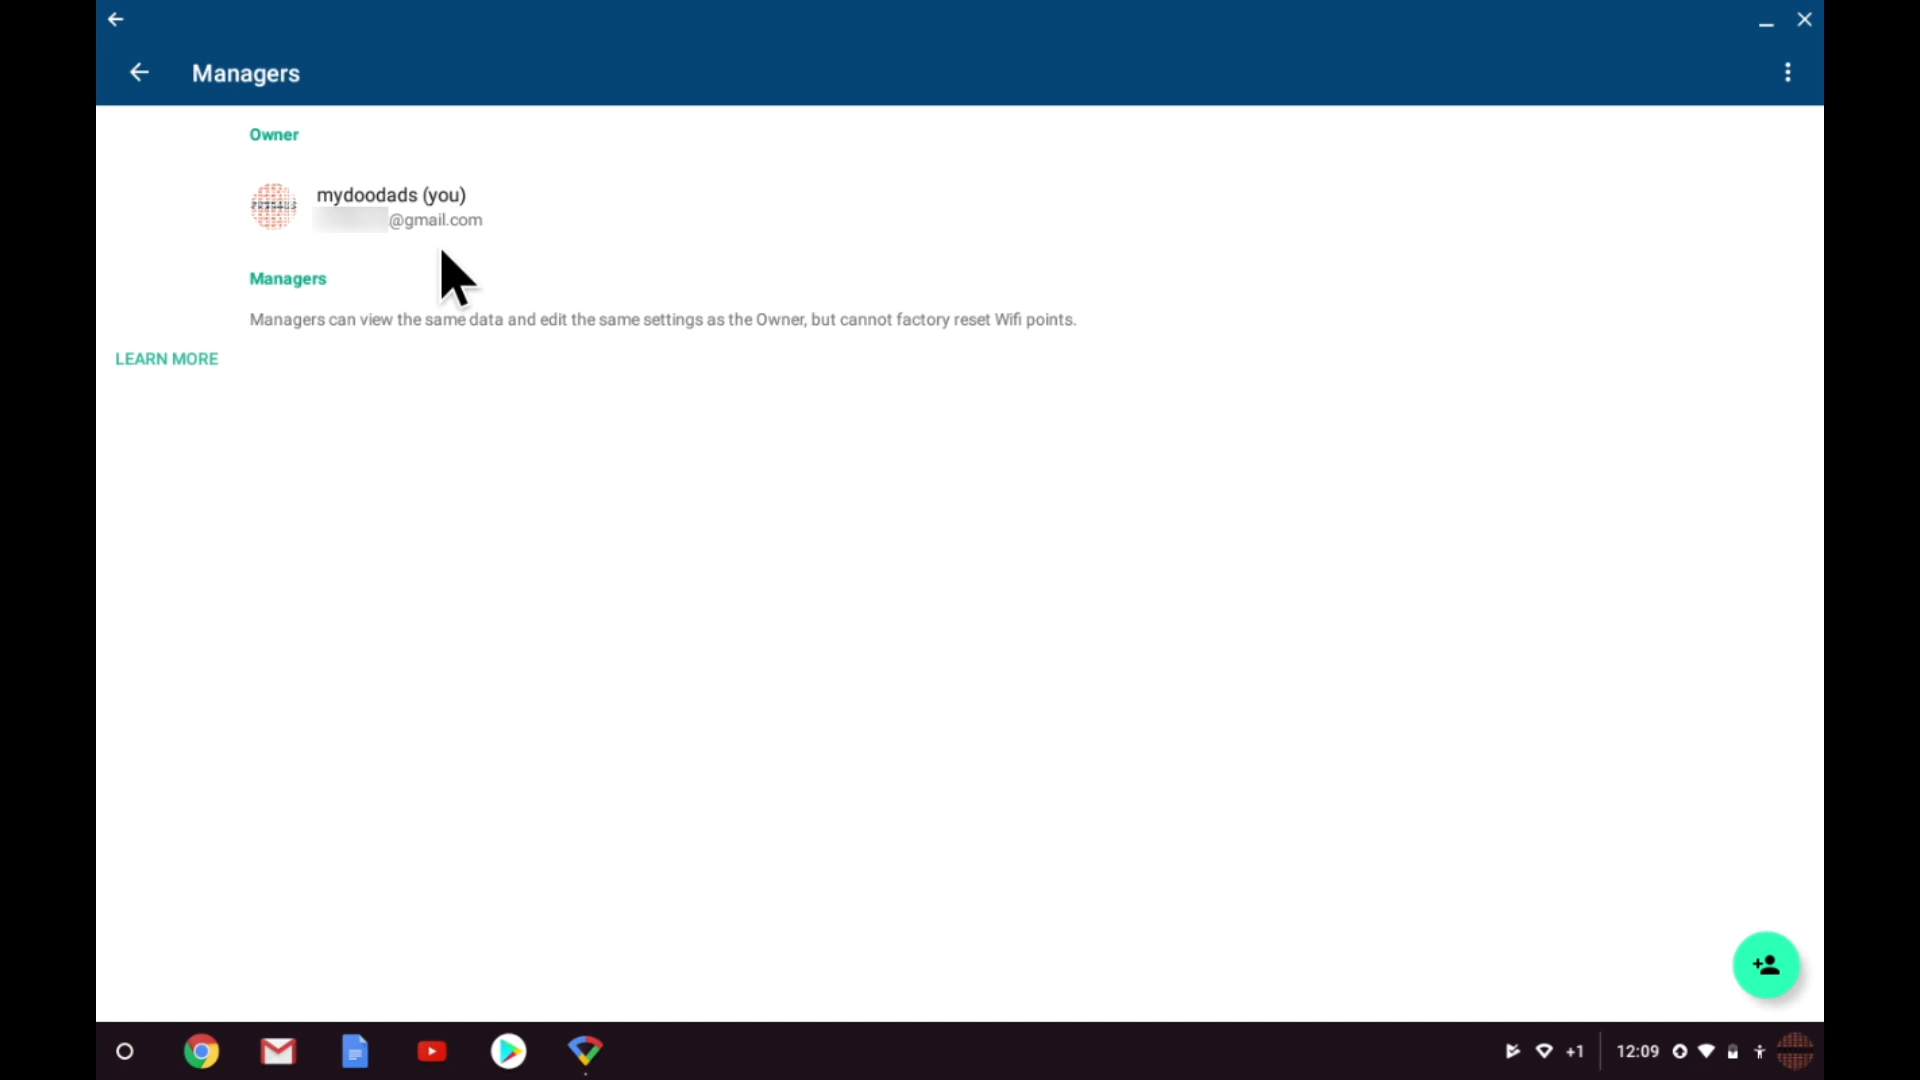 Managers
Owner
mydoodads (you)
@gmail.com
Managers
Managers can view the same data and edit the same settings as the Owner, but cannot factory reset Wifi points.
LEARN MORE
+1
12:09